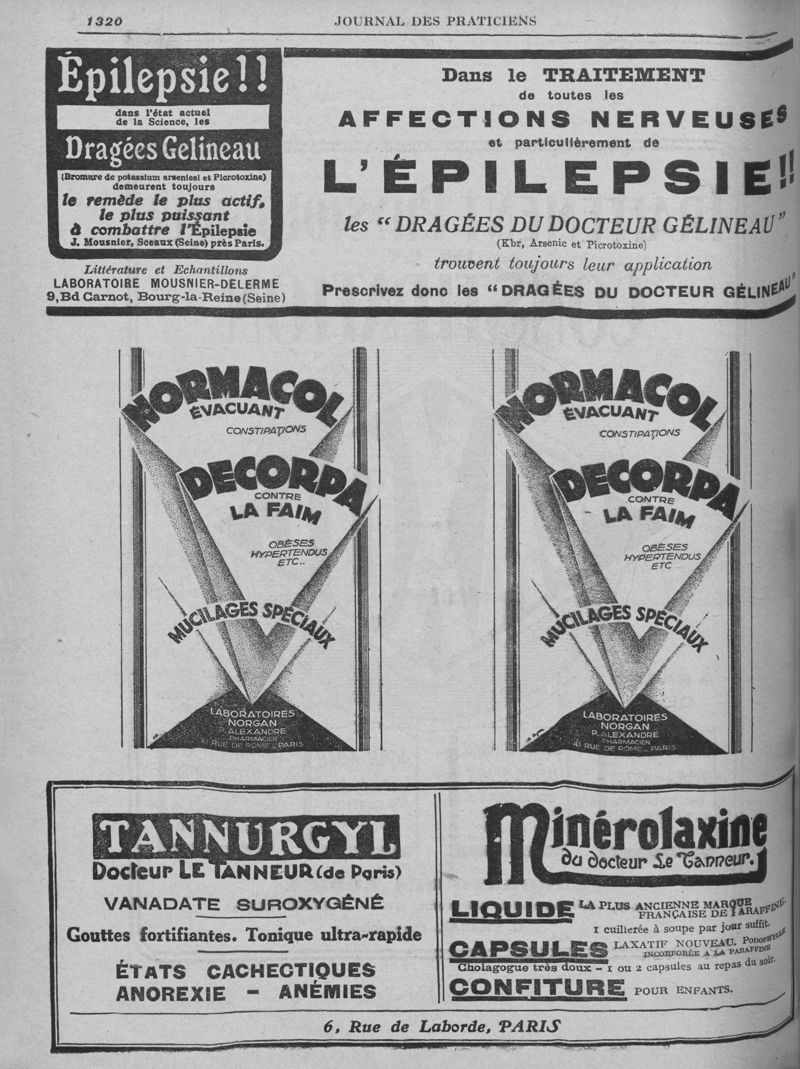 1320
JOURNAL DES PRATICIENS
Épilepsie!!
dans l'état actuel
de la Science, les
Dragées Gelineau
(Bromure de potassium arsenical et Picrotoxine)
demeurent toujours
le remède le plus actif,
le plus puissant
à combattre l'Épilepsie
J. Mousnier, Sceaux (Seine) près Paris.
Littérature et Echantillons
LABORATOIRE MOUSNIER-DELERME
9, Bd Carnot, Bourg-la-Reine (Seine)
Dans le TRAITEMENT
de toutes les
AFFECTIONS NERVEUSES
et particulièrement de
L'ÉPILEPSIE!!
les "DRAGÉES DU DOCTEUR GÉLINEAU"
(Kbr, Arsenic et Picrotoxine)
trouvent toujours leur application
Prescrivez donc les "DRAGÉES DU DOCTEUR GÉLINEAU"
NORMACOL
ÉVACUANT
CONSTIPATIONS
DECORPA
CONTRE
LA FAIM
OBÈSES
HYPERTENDUS
ETC..
MUCILAGES SPÉCIAUX
LABORATOIRES
NORGAN
P. ALEXANDRE
PHARMACIEN
41 RUE DE ROME _ PARIS
NORMACOL
ÉVACUANT
CONSTIPATIONS
DECORPA
CONTRE
LA FAIM
OBÈSES
HYPERTENDUS
ETC
MUCILAGES SPÉCIAUX
LABORATOIRES
NORGAN
P. ALEXANDRE
PHARMACIEN
41 RUE DE ROME _ PARIS
TANNURGYL
Docteur LE TANNEUR (de Paris)
VANADATE SUROXYGÉNÉ
Gouttes fortifiantes. Tonique ultra-rapide
ÉTATS CACHECTIQUES
ANOREXIE - ANÉMIES
Minérolaxine
du docteur Le Tanneur.
LIQUIDE LA PLUS ANCIENNE MARQUE
FRANÇAISE DE PARAFFINE.
1 cuillerée à soupe par jour suffit.
CAPSULES LAXATIF NOUVEAU. PODOPHYLLE
INCORPORÉE A LA PARAFFINE
Cholagogue très doux - 1 ou 2 capsules au repas du soir.
CONFITURE POUR ENFANTS.
6, Rue de Laborde, PARIS